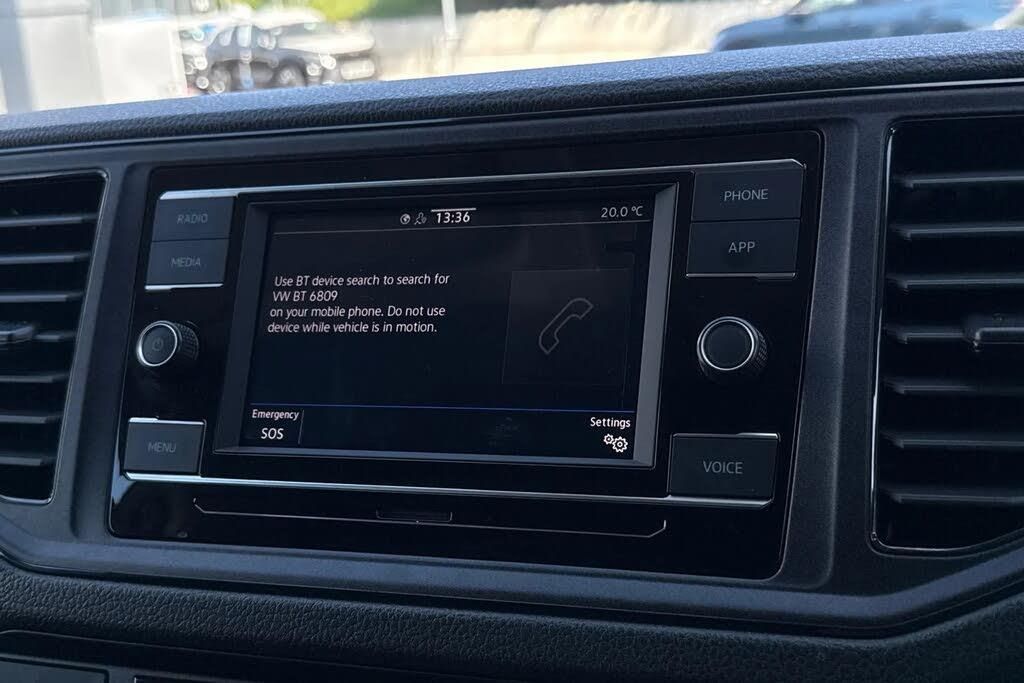 RADIO
MEDIA
MENU
13:36
20.0 °C
Use BT device search to search for
VW BT 6809
on your mobile phone. Do not use
device while vehicle is in motion.
Emergency
SOS
Settings
PHONE
APP
VOICE